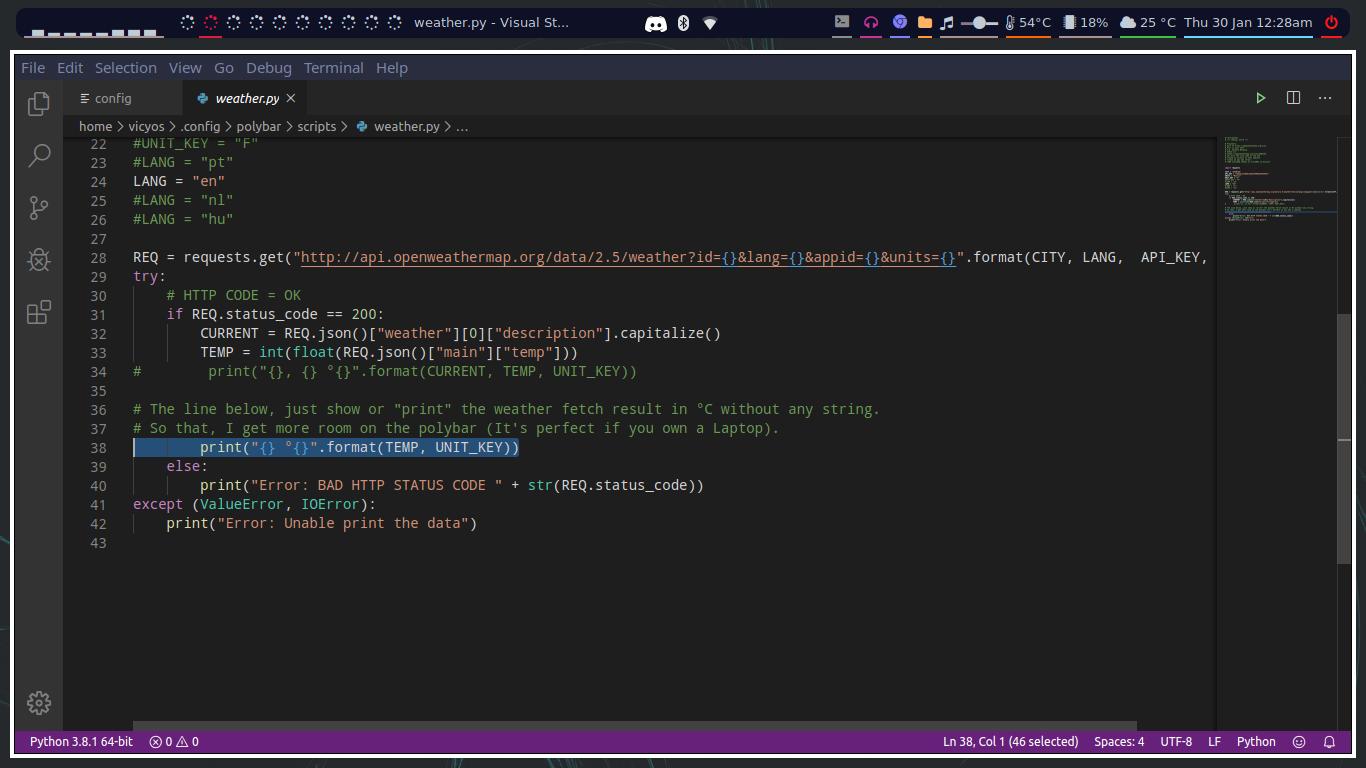 weather.py - Visual St...
54°C
18%
25 °C
Thu 30 Jan 12:28am
File Edit Selection View Go Debug Terminal Help
config
weather.py
home > vicyos > .config > polybar > scripts > weather.py > ...
22 #UNIT_KEY = "F"
23 #LANG = "pt"
24 LANG = "en"
25 #LANG = "nl"
26 #LANG = "hu"
27
28 REQ = requests.get("http://api.openweathermap.org/data/2.5/weather?id={}&lang={}&appid={}&units={}".format(CITY, LANG,  API_KEY,
29 try:
30     # HTTP CODE = OK
31     if REQ.status_code == 200:
32         CURRENT = REQ.json()["weather"][0]["description"].capitalize()
33         TEMP = int(float(REQ.json()["main"]["temp"]))
34 #        print("{}, {} °{}".format(CURRENT, TEMP, UNIT_KEY))
35
36 # The line below, just show or "print" the weather fetch result in °C without any string.
37 # So that, I get more room on the polybar (It's perfect if you own a Laptop).
38         print("{} °{}".format(TEMP, UNIT_KEY))
39     else:
40         print("Error: BAD HTTP STATUS CODE " + str(REQ.status_code))
41 except (ValueError, IOError):
42     print("Error: Unable print the data")
43
Python 3.8.1 64-bit
0
0
Ln 38, Col 1 (46 selected)
Spaces: 4
UTF-8
LF
Python